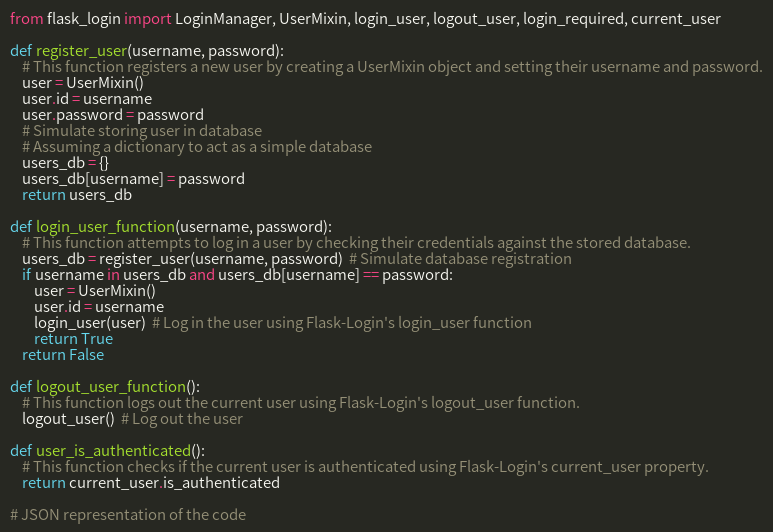 from flask_login import LoginManager, UserMixin, login_user, logout_user, login_required, current_user

def register_user(username, password):
    # This function registers a new user by creating a UserMixin object and setting their username and password.
    user = UserMixin()
    user.id = username
    user.password = password
    # Simulate storing user in database
    # Assuming a dictionary to act as a simple database
    users_db = {}
    users_db[username] = password
    return users_db

def login_user_function(username, password):
    # This function attempts to log in a user by checking their credentials against the stored database.
    users_db = register_user(username, password)  # Simulate database registration
    if username in users_db and users_db[username] == password:
        user = UserMixin()
        user.id = username
        login_user(user)  # Log in the user using Flask-Login's login_user function
        return True
    return False

def logout_user_function():
    # This function logs out the current user using Flask-Login's logout_user function.
    logout_user()  # Log out the user

def user_is_authenticated():
    # This function checks if the current user is authenticated using Flask-Login's current_user property.
    return current_user.is_authenticated

# JSON representation of the code